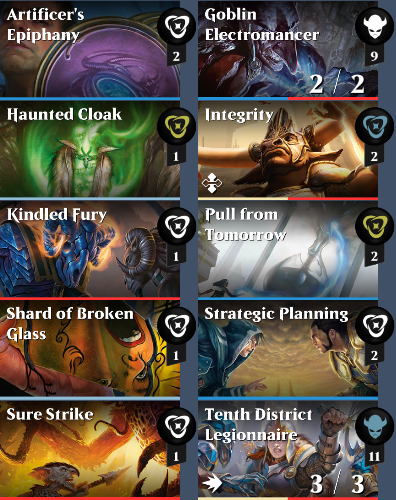 Artificer's
Epiphany
2
Goblin
Electromancer
9
2 / 2
Haunted Cloak
1
Integrity
2
Kindled Fury
1
Pull from
Tomorrow
2
Shard of Broken
Glass
1
Strategic Planning
2
Sure Strike
1
Tenth District
Legionnaire
11
3 / 3